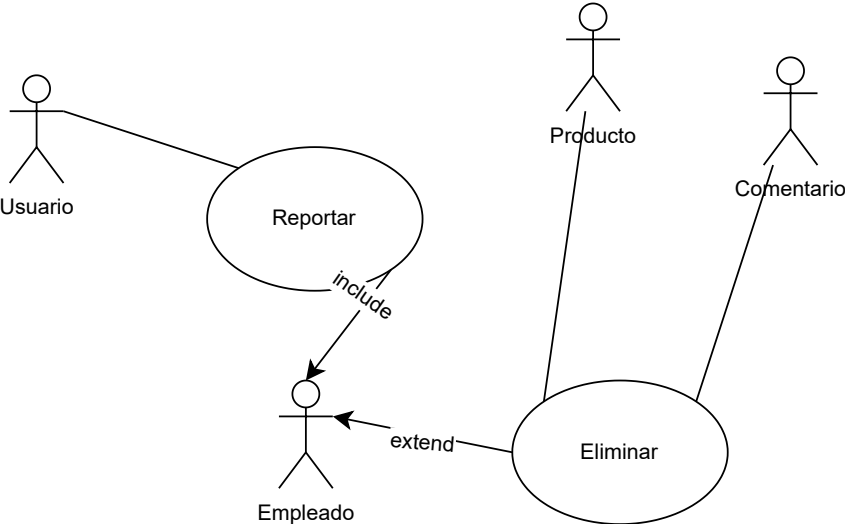 Producto
Comentario
Usuario
Reportar
include
extend
Eliminar
Empleado